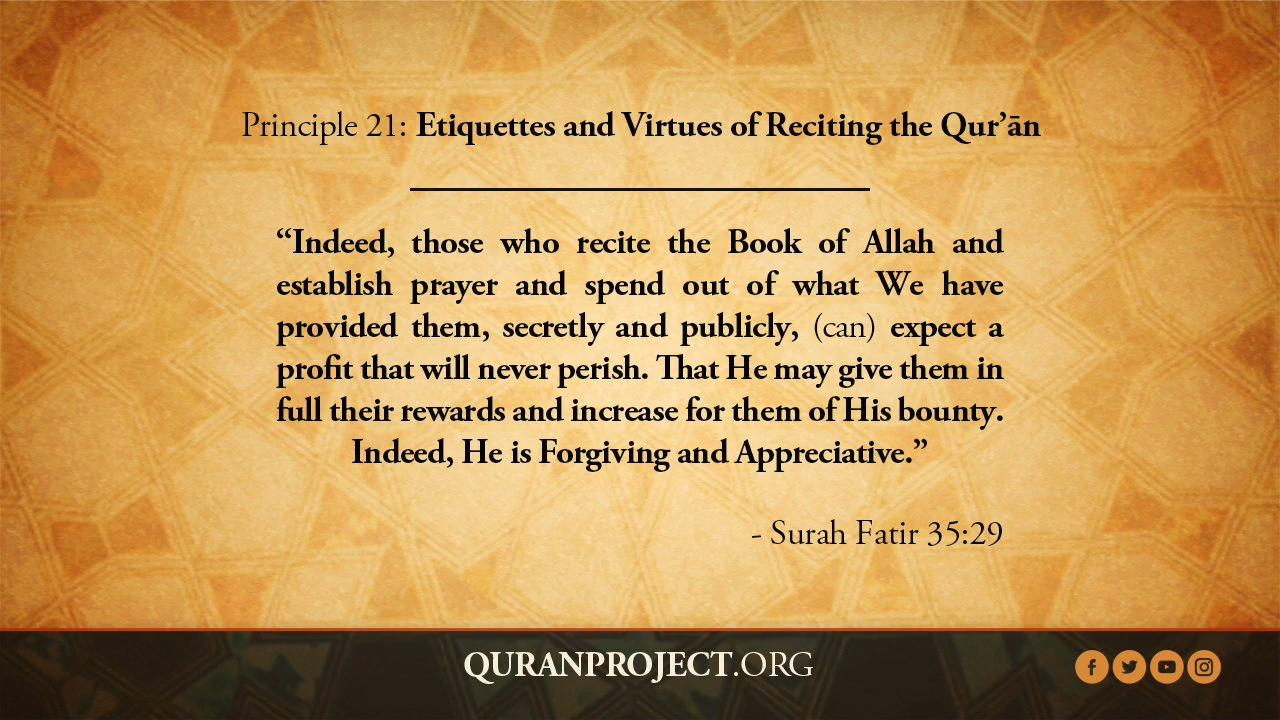 Principle 21: Etiquettes and Virtues of Reciting the Qur’ān
“Indeed, those who recite the Book of Allah and
establish prayer and spend out of what We have
provided them, secretly and publicly, (can) expect a
profit that will never perish. That He may give them in
full their rewards and increase for them of His bounty.
Indeed, He is Forgiving and Appreciative.”
- Surah Fatir 35:29
QURANPROJECT.ORG